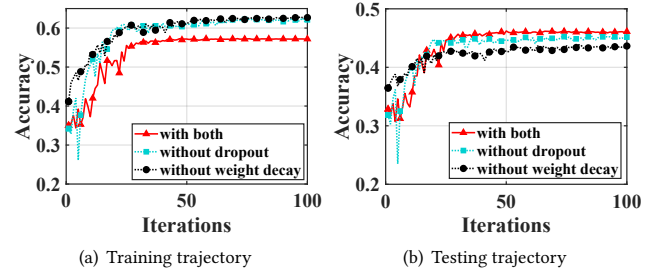 0.6
0.5
0.4
0.3
0.2
Accuracy
with both
without dropout
without weight decay
0
50
100
Iterations
(a) Training trajectory
0.5
0.4
0.3
0.2
Accuracy
with both
without dropout
without weight decay
0
50
100
Iterations
(b) Testing trajectory